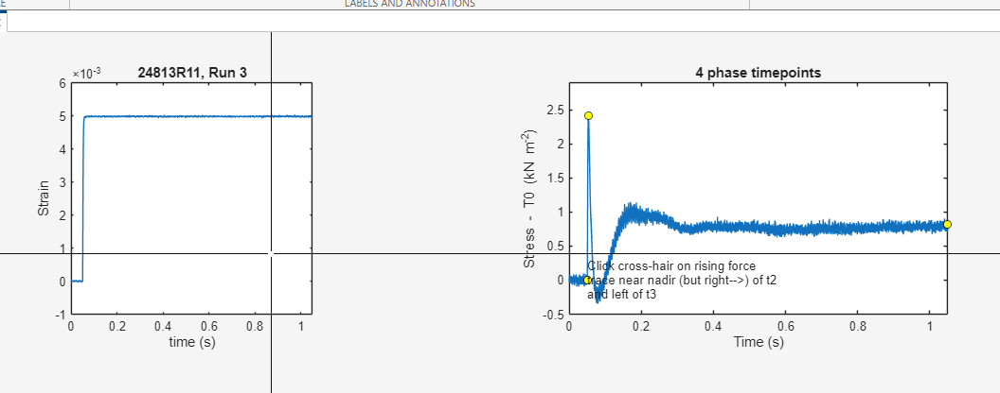 LABELS AND ANNOTATIONS
×10-3
24813R11, Run 3
6
5
4
3
2
1
0
-1
Strain
0
0.2
0.4
0.6
0.8
1
time (s)
4 phase timepoints
2.5
2
1.5
1
0.5
0
-0.5
Stress - T0 (kN m-2)
Click cross-hair on rising force
trace near nadir (but right-->) of t2
and left of t3
0
0.2
0.4
0.6
0.8
1
Time (s)